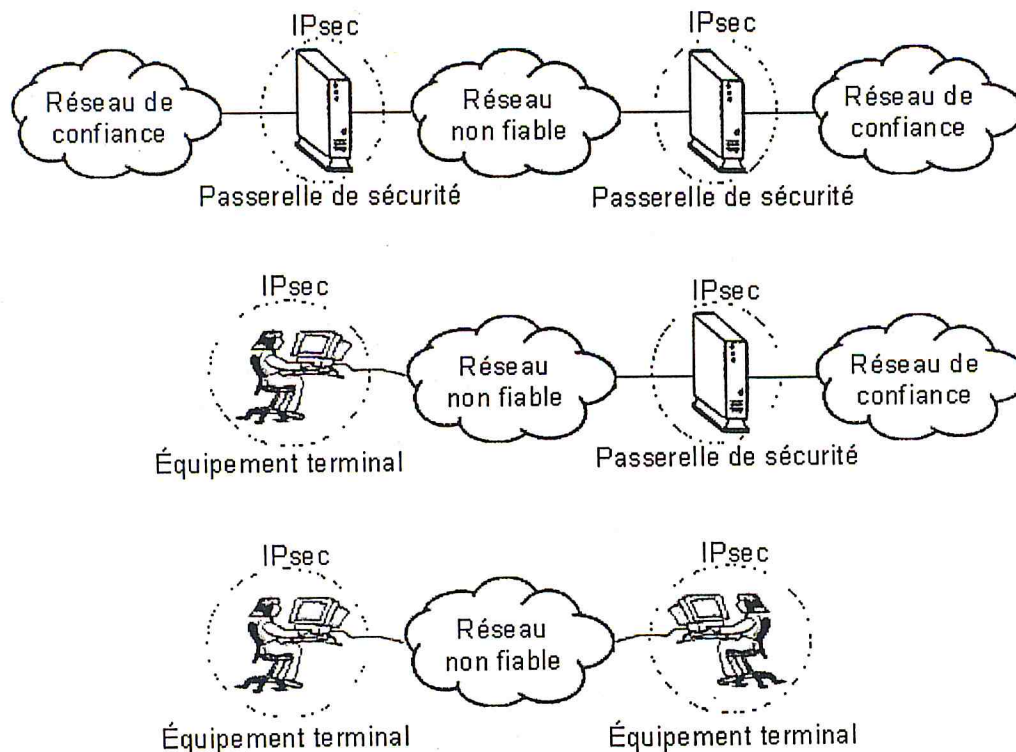 IPsec
IPsec
Réseau de
confiance
Réseau
non fiable
Réseau de
confiance
Passerelle de sécurité
Passerelle de sécurité
IPsec
IPsec
Réseau
non fiable
Réseau de
confiance
Équipement terminal
Passerelle de sécurité
IPsec
IPsec
Réseau
non fiable
Équipement terminal
Équipement terminal